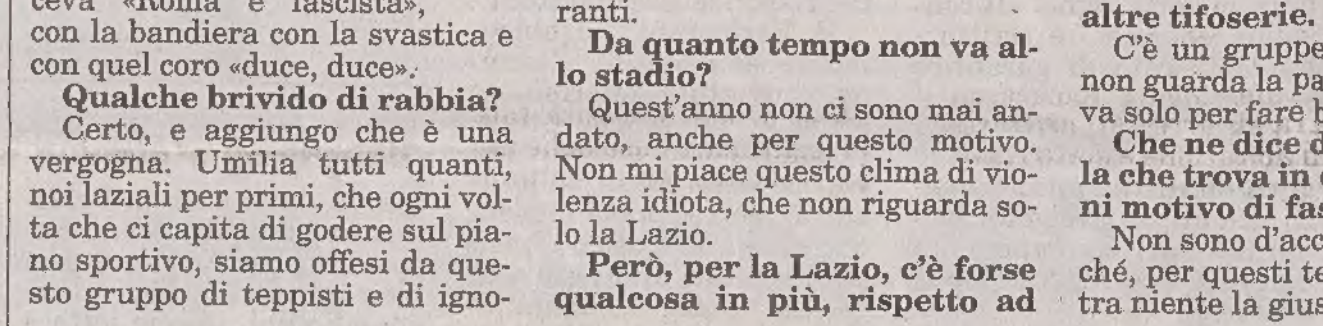 «Roma è fascista»,
con la bandiera con la svastica e
con quel coro «duce, duce».
Qualche brivido di rabbia?
Certo, e aggiungo che è una
vergogna. Umilia tutti quanti,
noi laziali per primi, che ogni vol-
ta che ci capita di godere sul pia-
no sportivo, siamo offesi da que-
sto gruppo di teppisti e di igno-
ranti.
Da quanto tempo non va al-
lo stadio?
Quest'anno non ci sono mai an-
dato, anche per questo motivo.
Non mi piace questo clima di vio-
lenza idiota, che non riguarda so-
lo la Lazio.
Però, per la Lazio, c'è forse
qualcosa in più, rispetto ad
altre tifoserie.
C'è un gruppe
non guarda la pa
va solo per fare
Che ne dice
la che trova in
ni motivo di fas
Non sono d'acc
ché, per questi te
tra niente la gius